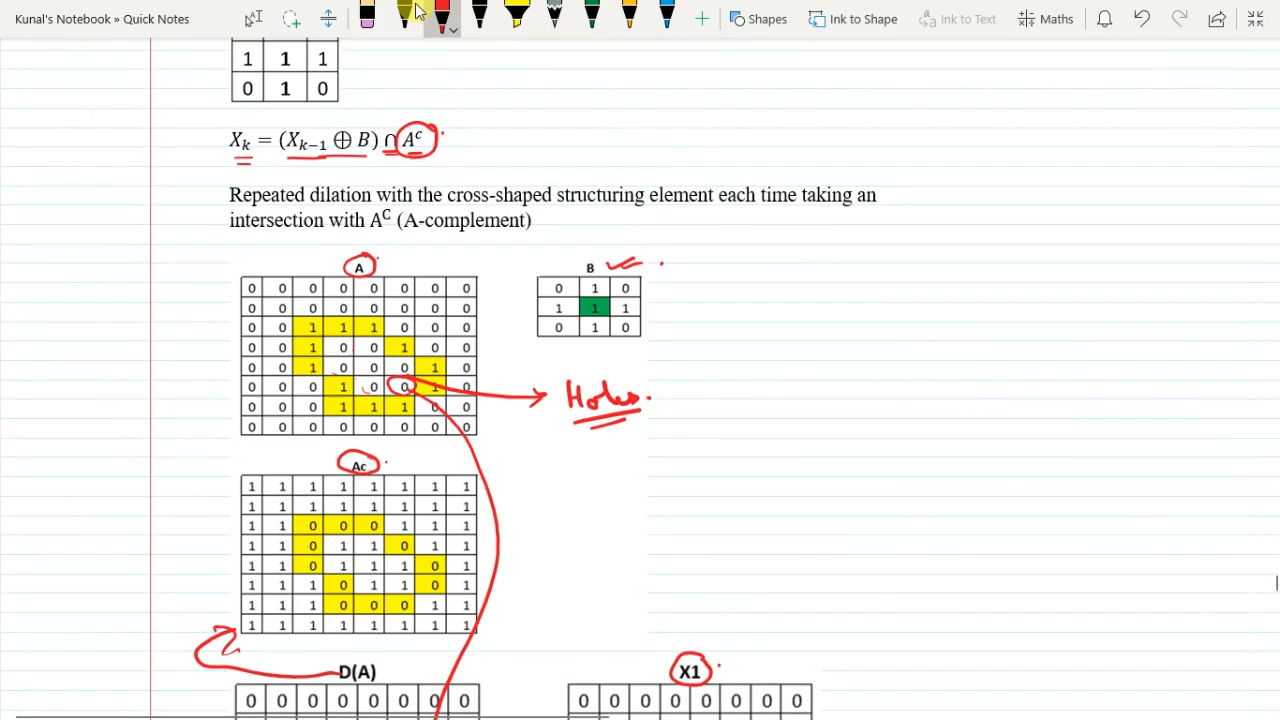 Kunal's Notebook » Quick Notes Shapes Ink to Shape Ink to Text Maths
1 1 1
0 1 0
Xk = (Xk−1 ⊕ B) ∩ Aᶜ
Repeated dilation with the cross-shaped structuring element each time taking an
intersection with Aᶜ (A-complement)
A
0 0 0 0 0 0 0 0
0 0 0 0 0 0 0 0
0 0 1 1 1 0 0 0
0 0 1 0 0 1 0 0
0 0 1 0 0 0 1 0
0 0 0 1 0 0 1 0
0 0 0 1 1 1 0 0
0 0 0 0 0 0 0 0
B
0 1 0
1 1 1
0 1 0
Holes.
Ac
1 1 1 1 1 1 1 1
1 1 1 1 1 1 1 1
1 1 0 0 0 1 1 1
1 1 0 1 1 0 1 1
1 1 0 1 1 1 0 1
1 1 1 0 1 1 0 1
1 1 1 0 0 0 1 1
1 1 1 1 1 1 1 1
D(A)
0 0 0 0 0 0 0 0
X1
0 0 0 0 0 0 0 0